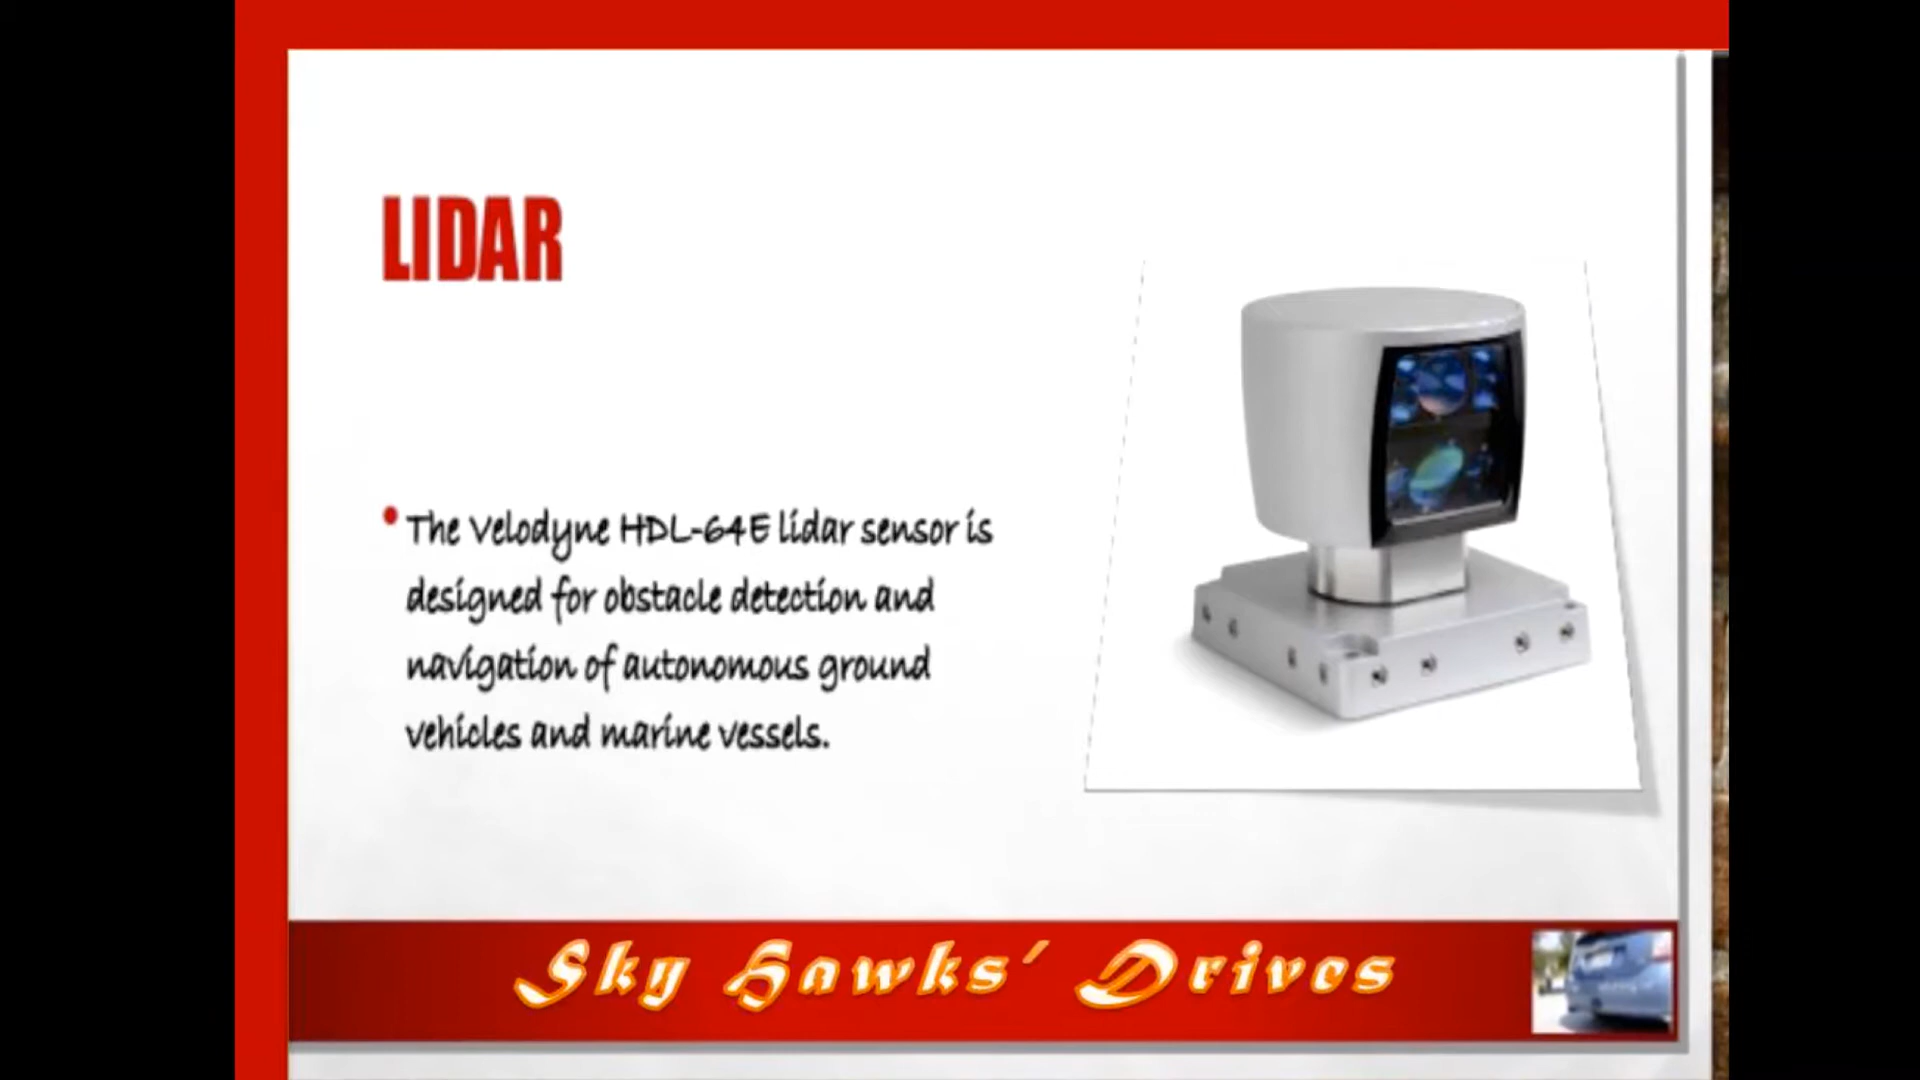 LIDAR
• The Velodyne HDL-64E lidar sensor is
designed for obstacle detection and
navigation of autonomous ground
vehicles and marine vessels.
Sky Hawks' Drives